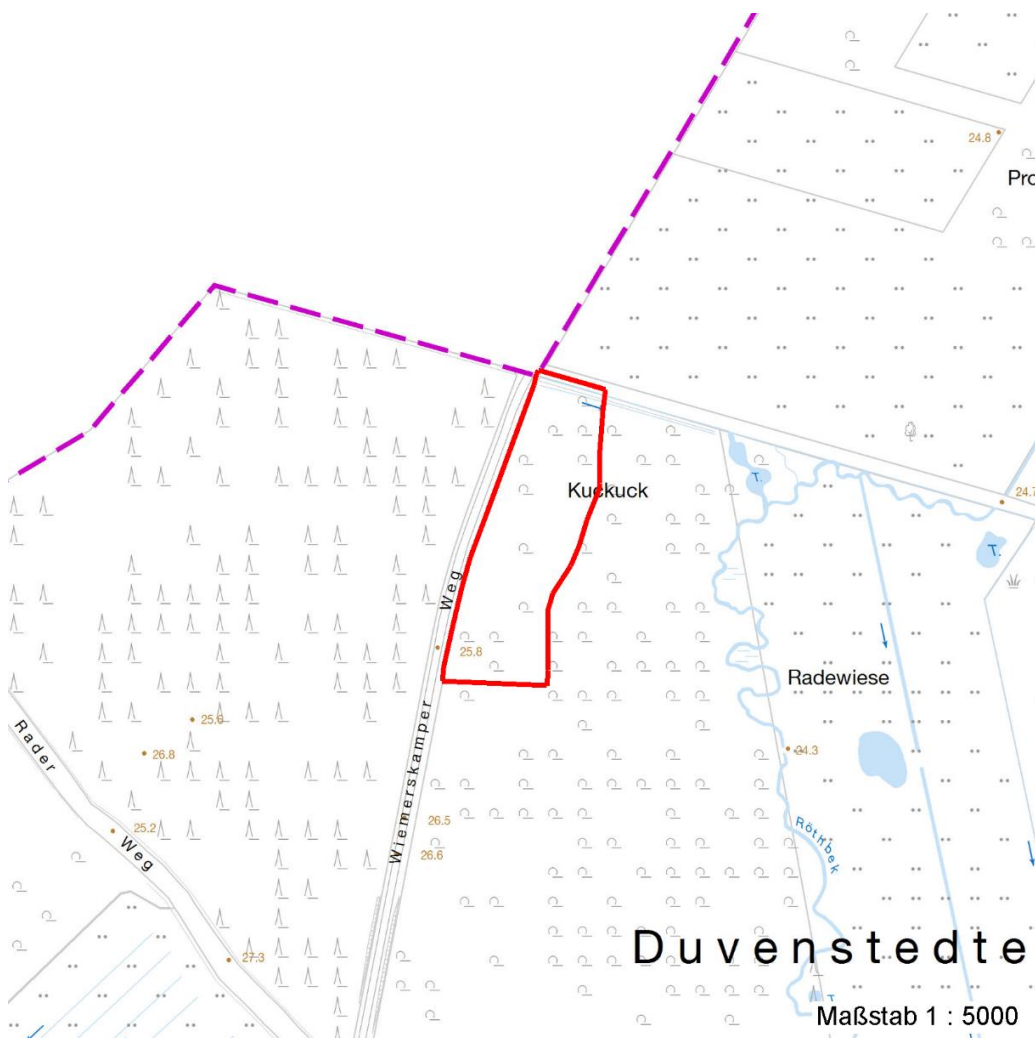 24.8
Pro
Kuckuck
T.
24.7
T.
Weg
25.8
Radewiese
25.6
Rader
26.8
24.3
Wiemerskamper
25.2
26.5
Weg
26.6
Röthbek
Duvenstedte
27.3
T.
Maßstab 1 : 5000